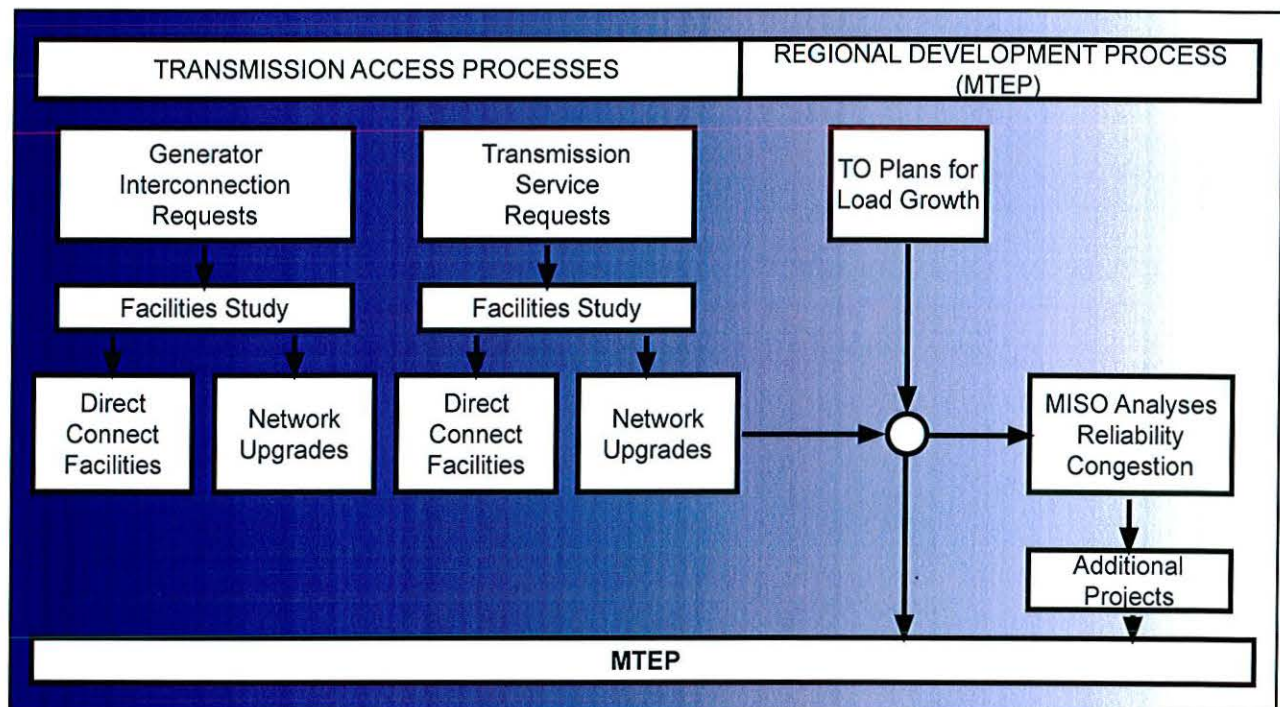 TRANSMISSION ACCESS PROCESSES
REGIONAL DEVELOPMENT PROCESS
(MTEP)
Generator
Interconnection
Requests
Transmission
Service
Requests
TO Plans for
Load Growth
Facilities Study
Facilities Study
Direct
Connect
Facilities
Network
Upgrades
Direct
Connect
Facilities
Network
Upgrades
MISO Analyses
Reliability
Congestion
Additional
Projects
MTEP